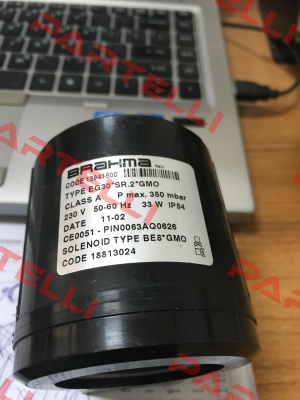 PARTELLI
BRAHMA
CODE 18941500
TYPE EG30*SR.2*GMO
CLASS A P max. 350 mbar
230 V 50-60 Hz 33 W IP54
DATE 11-02
CE0051 - PIN0063AQ0626
SOLENOID TYPE BE8*GMO
CODE 18813024
PARTELLI